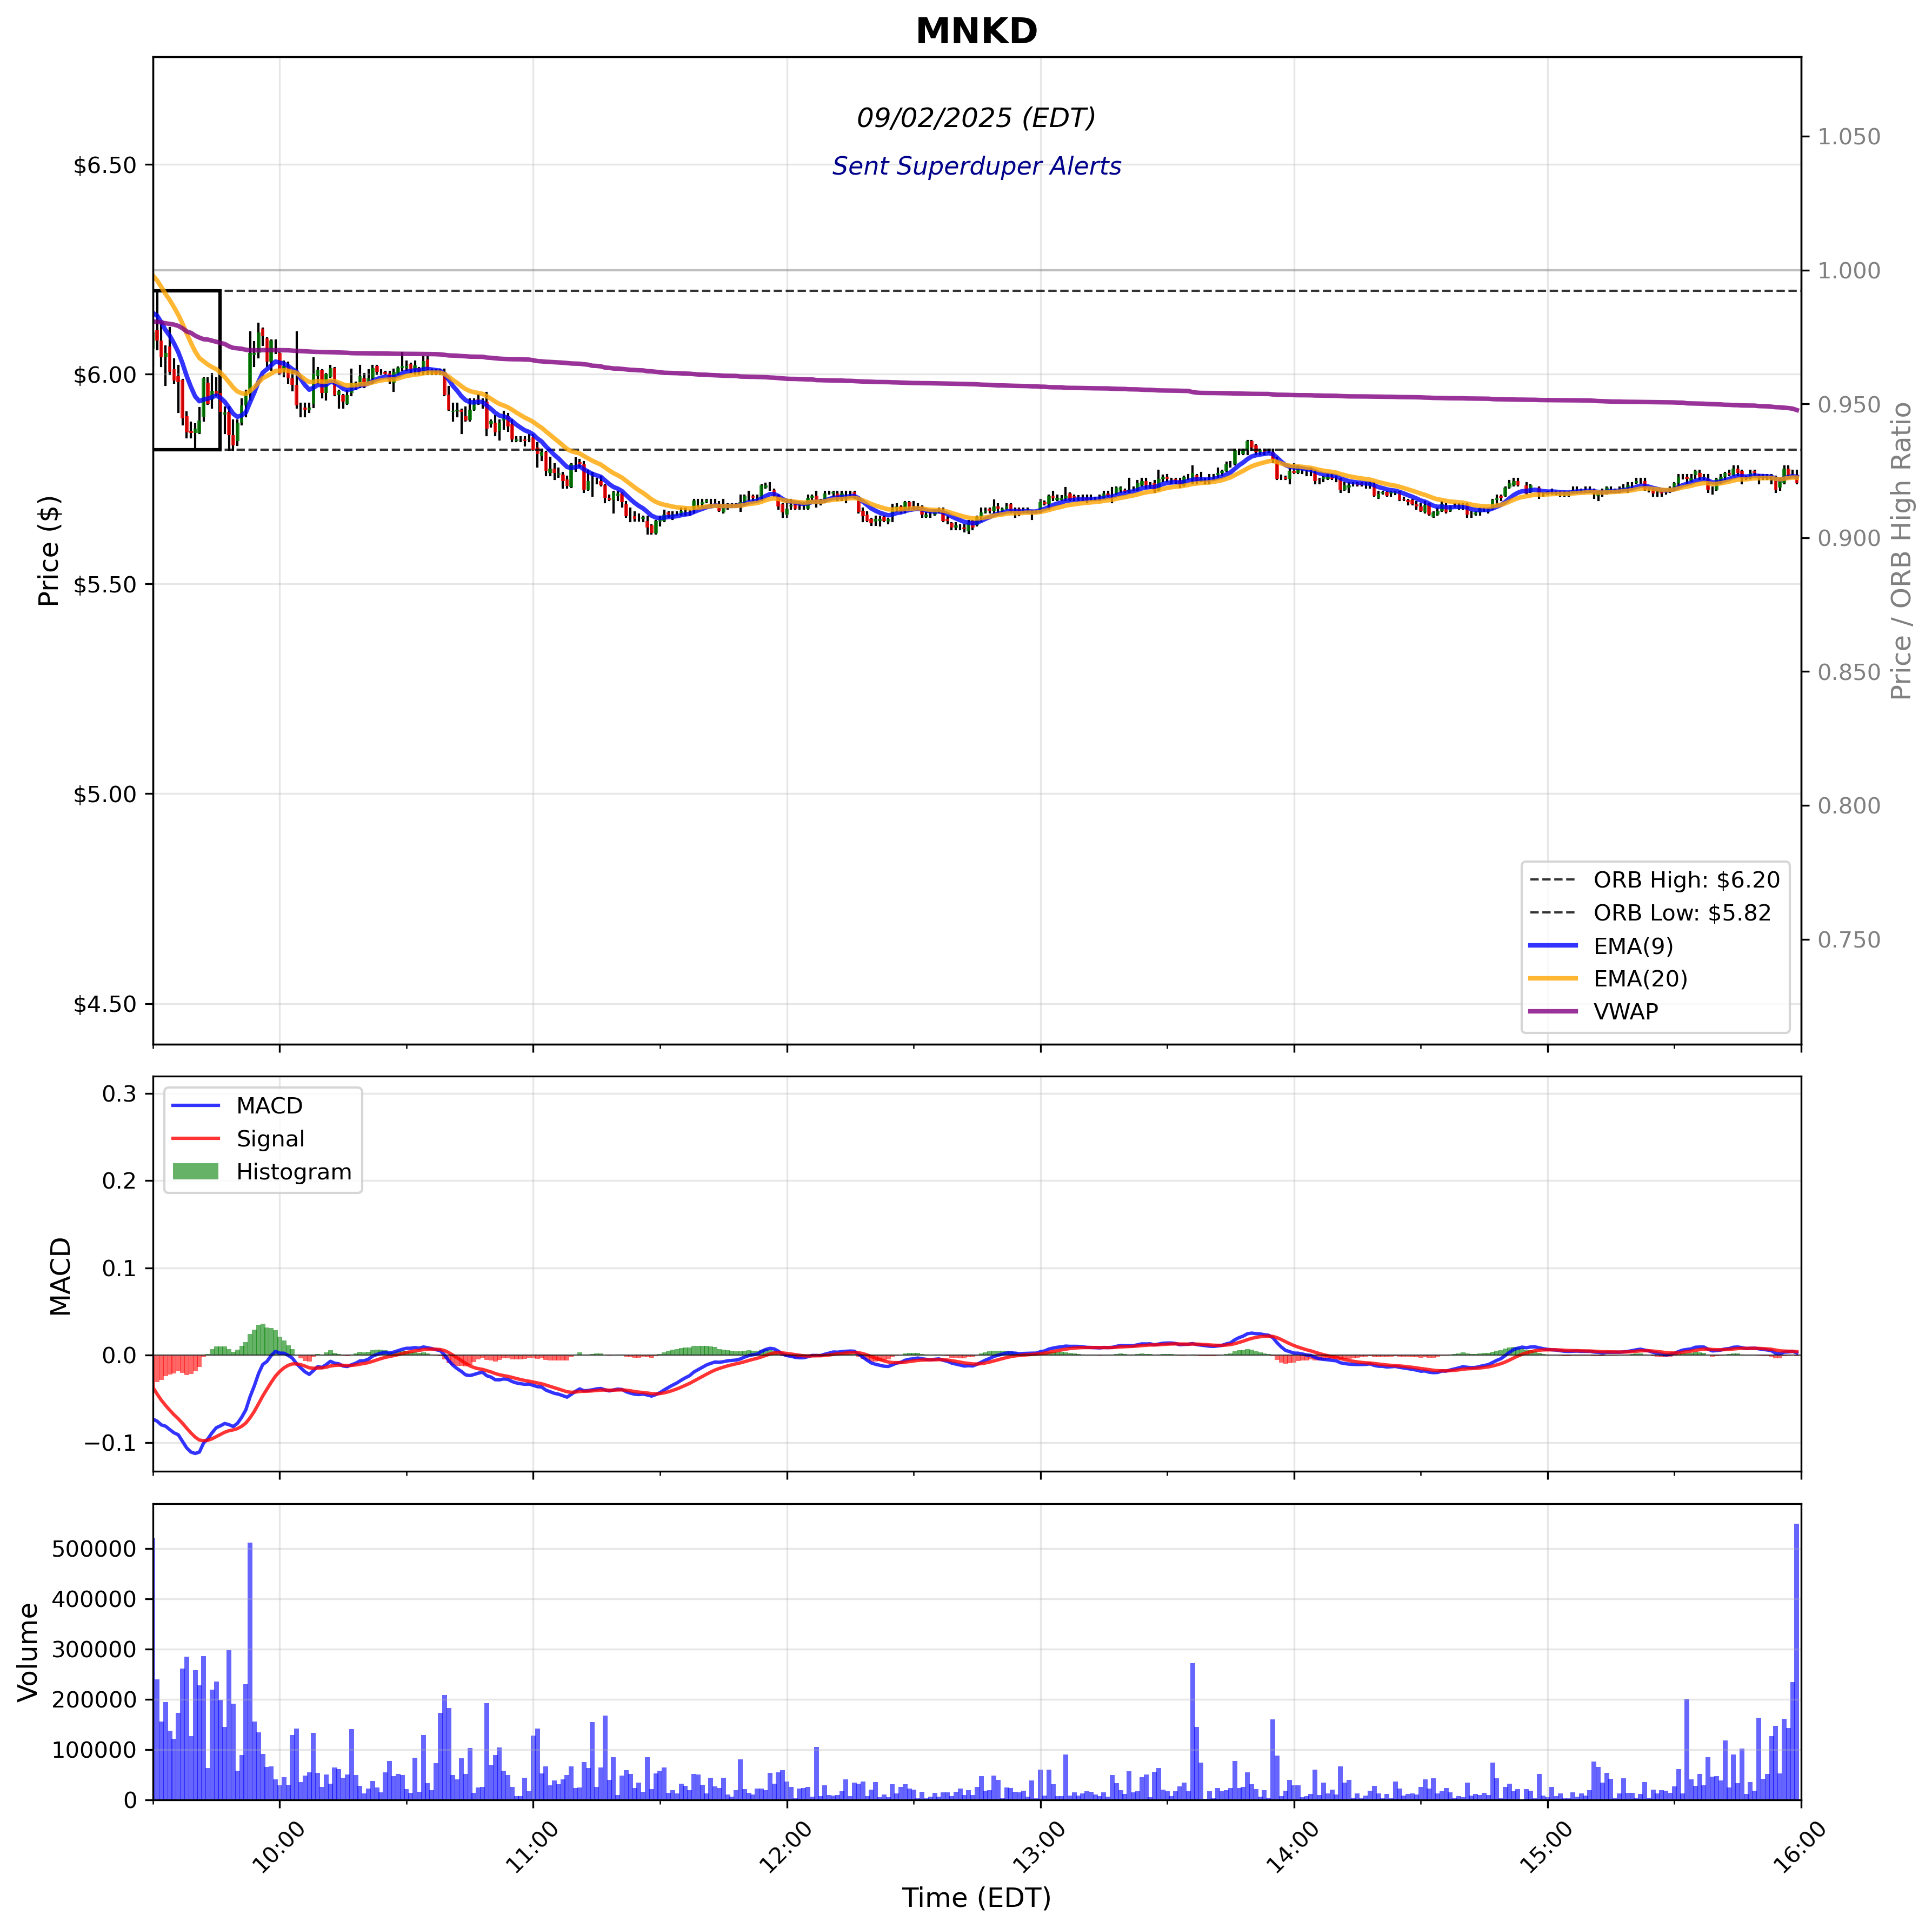 MNKD
09/02/2025 (EDT)
Sent Superduper Alerts
Price ($)
$6.50
$6.00
$5.50
$5.00
$4.50
1.050
1.000
0.950
0.900
0.850
0.800
0.750
Price / ORB High Ratio
ORB High: $6.20
ORB Low: $5.82
EMA(9)
EMA(20)
VWAP
MACD
0.3
0.2
0.1
0.0
−0.1
MACD
Signal
Histogram
Volume
500000
400000
300000
200000
100000
0
10:00
11:00
12:00
13:00
14:00
15:00
16:00
Time (EDT)